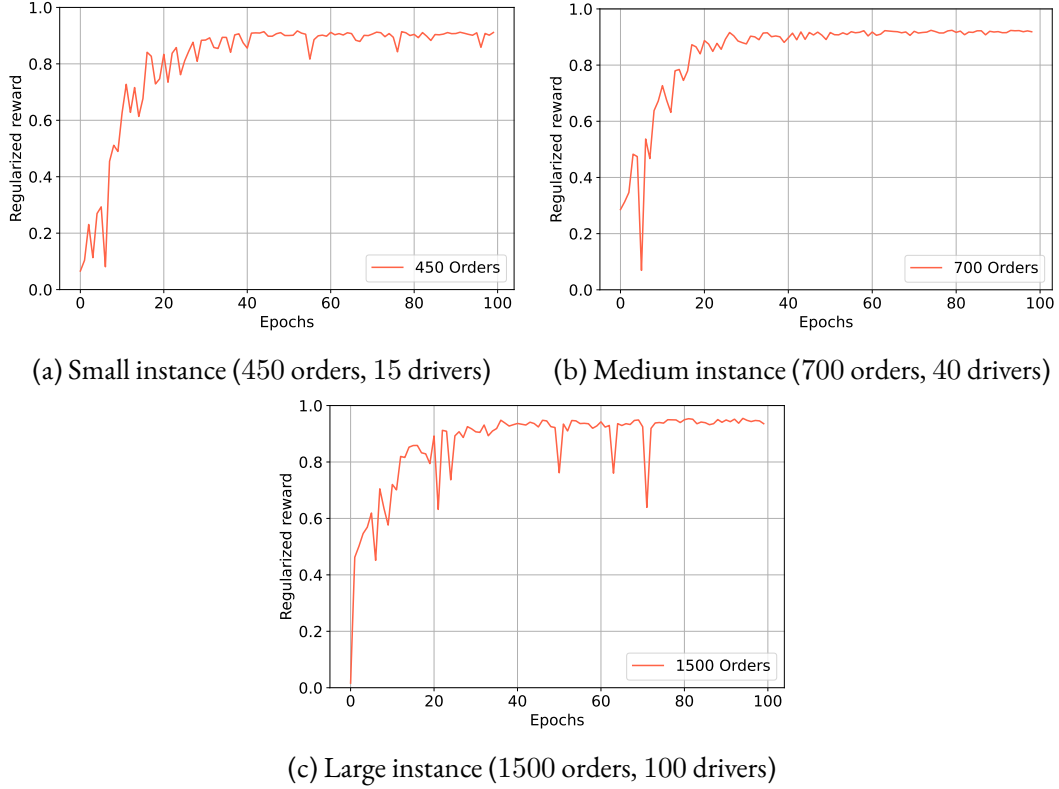 1.0
0.8
0.6
0.4
0.2
0.0
Regularized reward
0 20 40 60 80 100
Epochs
450 Orders
(a) Small instance (450 orders, 15 drivers)
1.0
0.8
0.6
0.4
0.2
0.0
Regularized reward
0 20 40 60 80 100
Epochs
700 Orders
(b) Medium instance (700 orders, 40 drivers)
1.0
0.8
0.6
0.4
0.2
0.0
Regularized reward
0 20 40 60 80 100
Epochs
1500 Orders
(c) Large instance (1500 orders, 100 drivers)